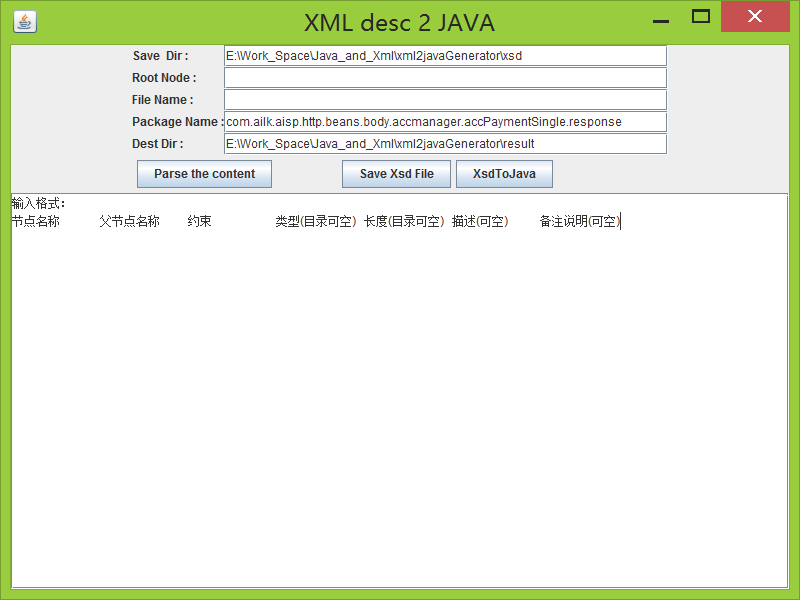 XML desc 2 JAVA
Save Dir : E:\Work_Space\Java_and_Xml\xml2javaGenerator\xsd
Root Node :
File Name :
Package Name : com.ailk.aisp.http.beans.body.accmanager.accPaymentSingle.response
Dest Dir : E:\Work_Space\Java_and_Xml\xml2javaGenerator\result
Parse the content Save Xsd File XsdToJava
输入格式:
节点名称 父节点名称 约束 类型(目录可空) 长度(目录可空) 描述(可空) 备注说明(可空)